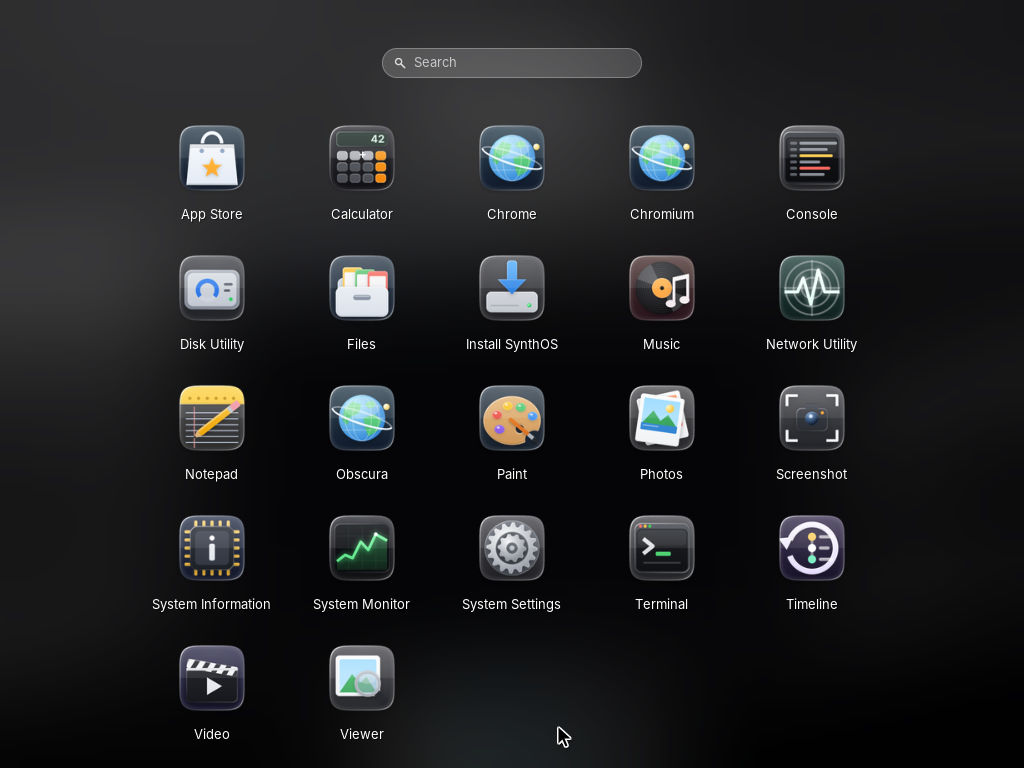 Search
42
App Store
Calculator
Chrome
Chromium
Console
Disk Utility
Files
Install SynthOS
Music
Network Utility
Notepad
Obscura
Paint
Photos
Screenshot
System Information
System Monitor
System Settings
Terminal
Timeline
Video
Viewer